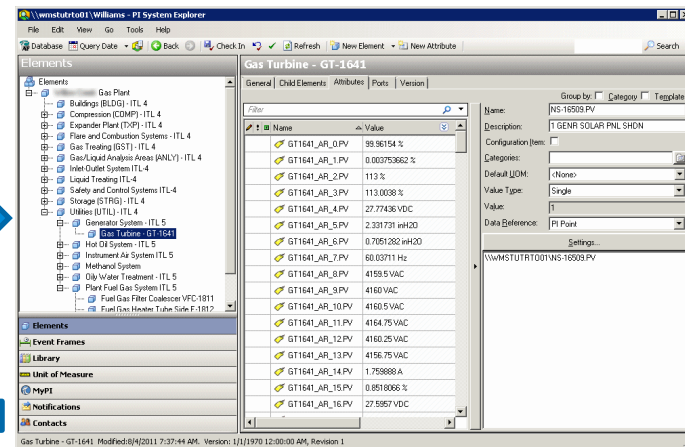 \\wmstutrto01\Williams - PI System Explorer
File Edit View Go Tools Help
Database Query Date Back Check In Refresh New Element New Attribute Search
Elements
Elements
Gas Plant
Buildings (BLDG) - ITL 4
Compression (COMP) - ITL 4
Expander Plant (TXP) - ITL 4
Flare and Combustion Systems - ITL 4
Gas Treating (GST) - ITL 4
Gas/Liquid Analysis Areas (ANLY) - ITL 4
Inlet-Outlet System ITL-4
Liquid Treating ITL-4
Safety and Control Systems ITL-4
Storage (STRG) - ITL 4
Utilities (UTIL) - ITL 4
Generator System - ITL 5
Gas Turbine - GT-1641
Hot Oil System - ITL 5
Instrument Air System ITL 5
Methanol System
Oily Water Treatment - ITL 5
Plant Fuel Gas System - ITL 5
Fuel Gas Filter Coalescer VFC-1811
Fuel Gas Heater Tube Side E-1812
Elements
Event Frames
Library
Unit of Measure
MyPI
Notifications
Contacts
Gas Turbine - GT-1641
General Child Elements Attributes Ports Version
Filter
Name Value
GT1641_AR_0.PV 99.96154 %
GT1641_AR_1.PV 0.003753662 %
GT1641_AR_2.PV 113 %
GT1641_AR_3.PV 113.0038 %
GT1641_AR_4.PV 27.77436 VDC
GT1641_AR_5.PV 2.331731 inH2O
GT1641_AR_6.PV 0.7051282 inH2O
GT1641_AR_7.PV 60.03711 Hz
GT1641_AR_8.PV 4159.5 VAC
GT1641_AR_9.PV 4160 VAC
GT1641_AR_10.PV 4160.5 VAC
GT1641_AR_11.PV 4164.75 VAC
GT1641_AR_12.PV 4160.25 VAC
GT1641_AR_13.PV 4156.75 VAC
GT1641_AR_14.PV 1.759888 A
GT1641_AR_15.PV 0.8518066 %
GT1641_AR_16.PV 27.5957 VDC
Group by: Category Template
Name: NS-16509.PV
Description: 1 GENR SOLAR PNL SHDN
Configuration Item:
Categories:
Default UOM: <None>
Value Type: Single
Value: 1
Data Reference: PI Point
Settings...
\\WMSTUTRTO01\NS-16509.PV
Gas Turbine - GT-1641 Modified:8/4/2011 7:37:44 AM. Version: 1/1/1970 12:00:00 AM, Revision 1